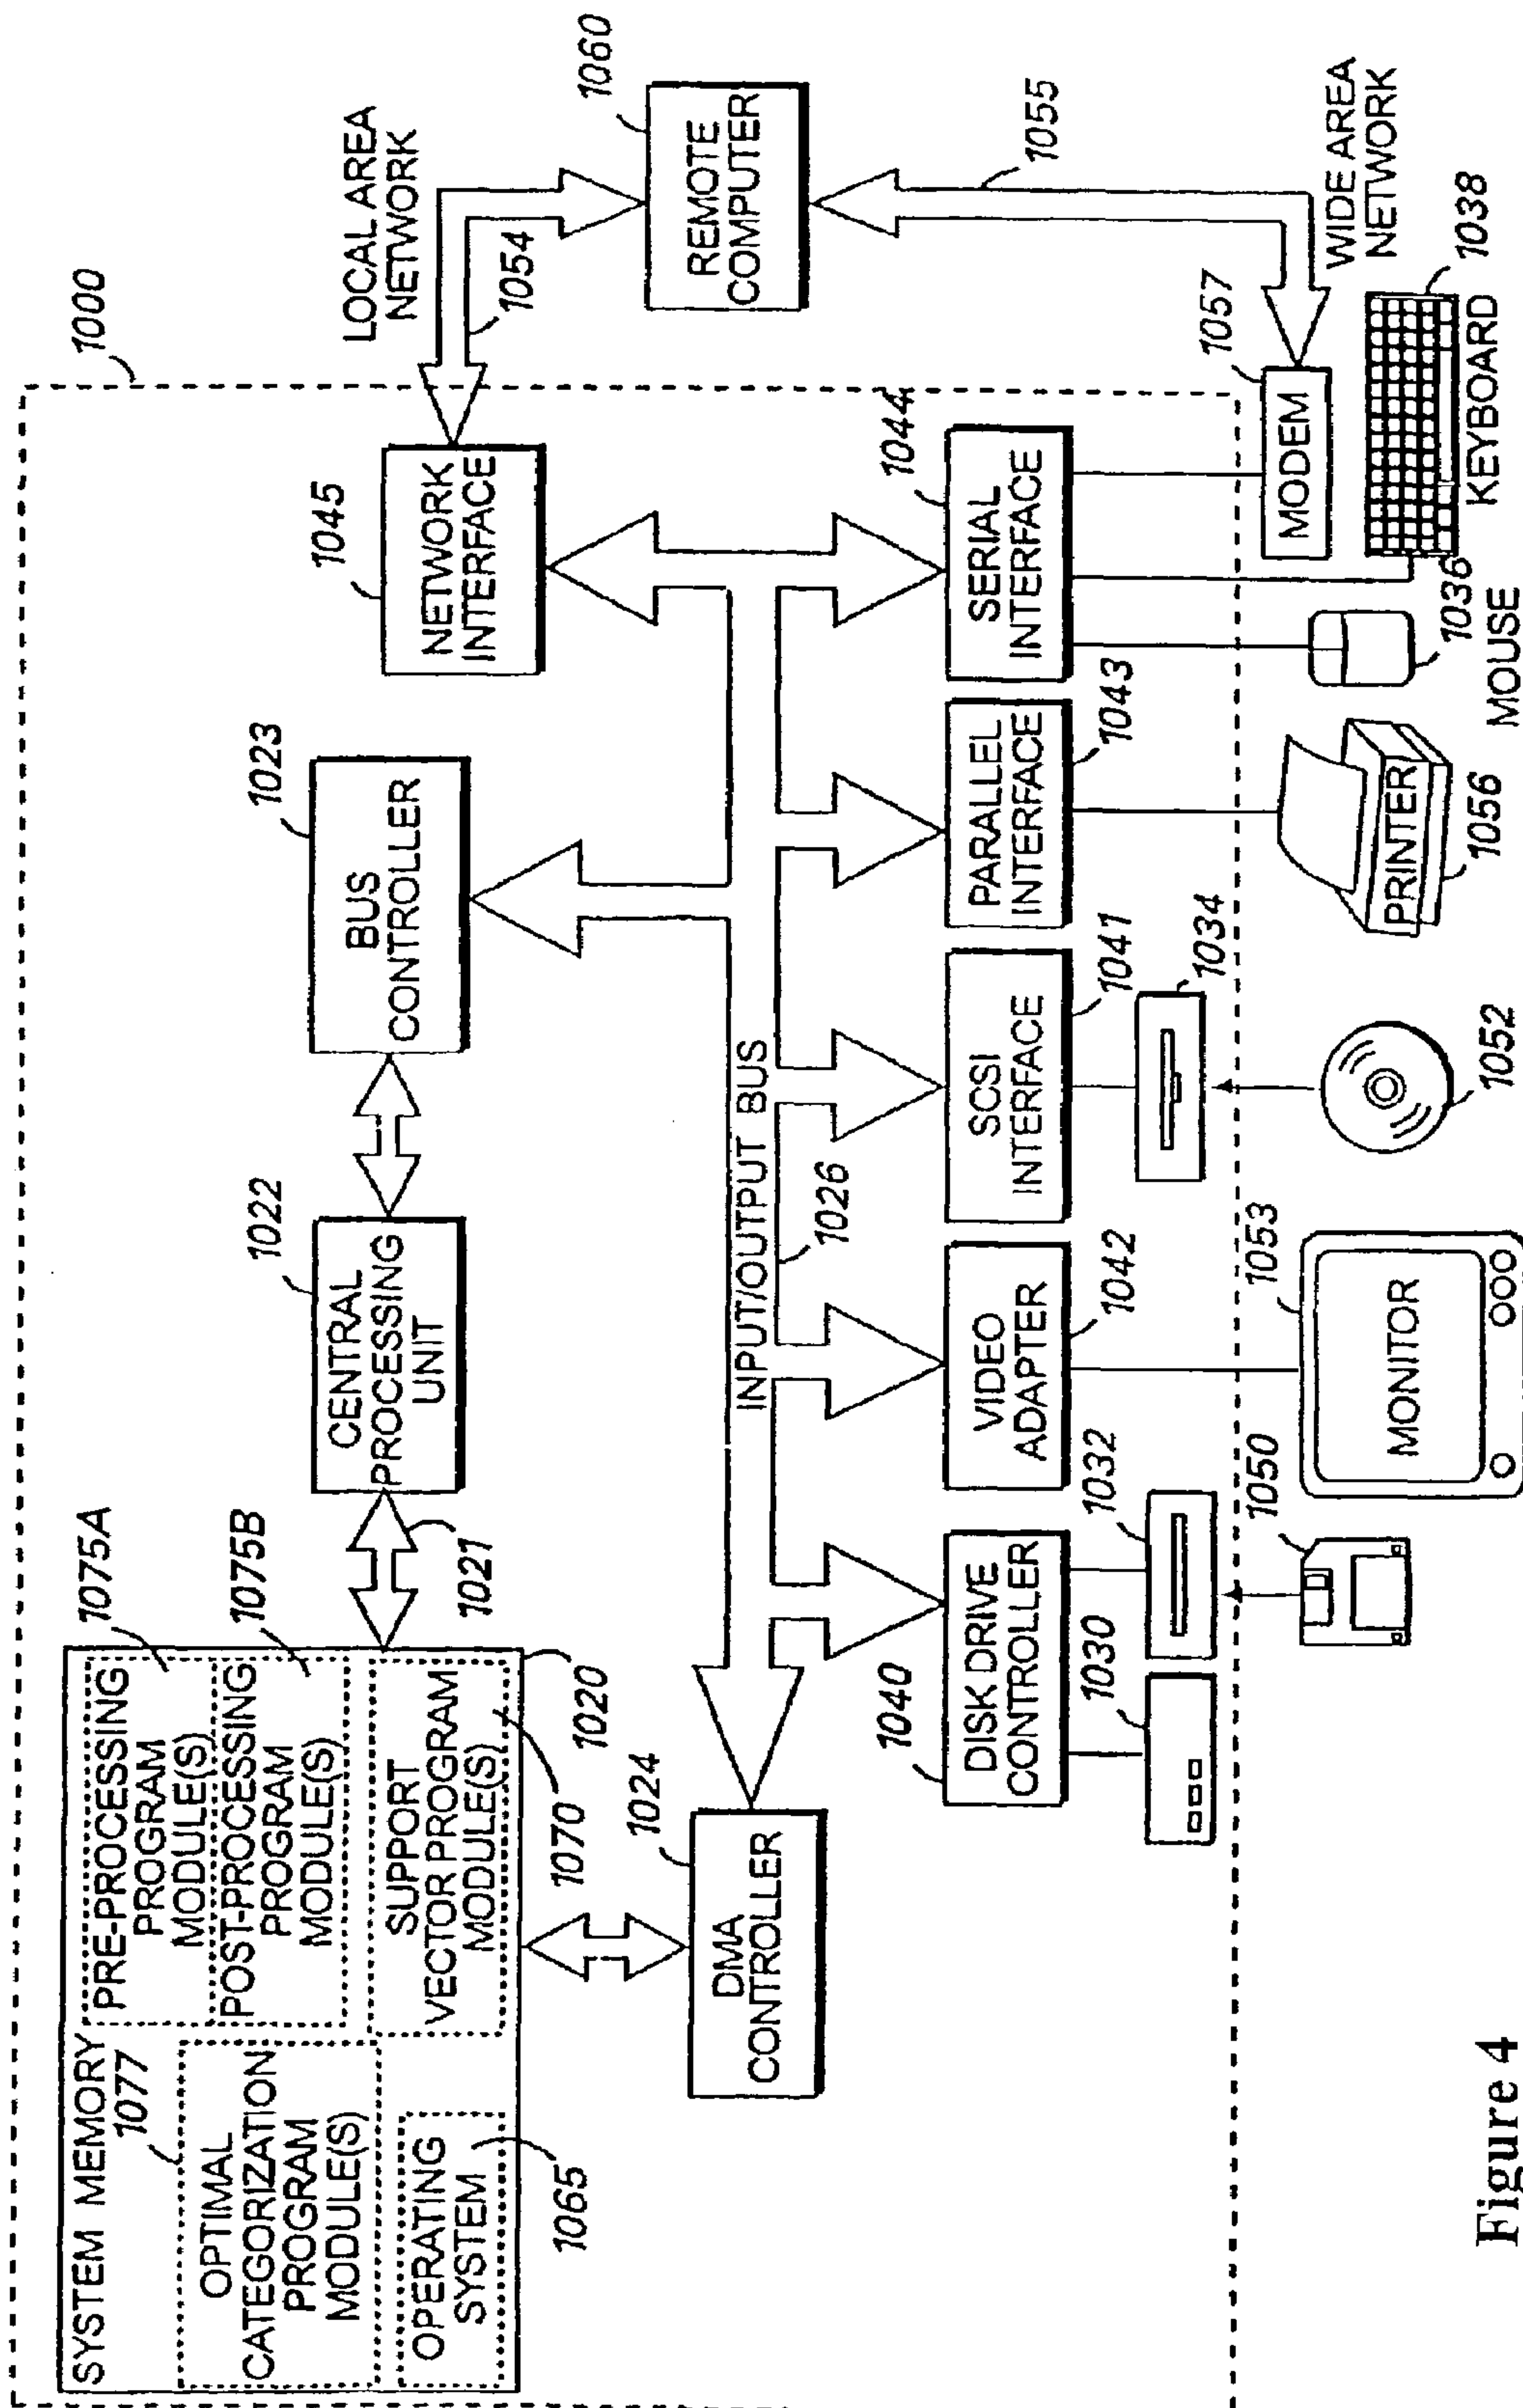 SYSTEM MEMORY
1077
OPTIMAL
CATEGORIZATION
PROGRAM
MODULE(S)
OPERATING
SYSTEM
1065
PRE-PROCESSING
PROGRAM
MODULE(S)
1075A
POST-PROCESSING
PROGRAM
MODULE(S)
1075B
SUPPORT
VECTOR PROGRAM
MODULE(S)
1070
1020
1021
CENTRAL
PROCESSING
UNIT
1022
BUS
CONTROLLER
1023
NETWORK
INTERFACE
1045
1000
LOCAL AREA
NETWORK
1054
REMOTE
COMPUTER
1060
1055
DMA
CONTROLLER
1024
INPUT/OUTPUT BUS
1026
1040
DISK DRIVE
CONTROLLER
VIDEO
ADAPTER
1042
SCSI
INTERFACE
1041
PARALLEL
INTERFACE
1043
SERIAL
INTERFACE
1044
1030
1032
1034
1050
MONITOR
1053
1052
PRINTER
1056
MOUSE
1036
MODEM
1057
WIDE AREA
NETWORK
KEYBOARD
1038
Figure 4